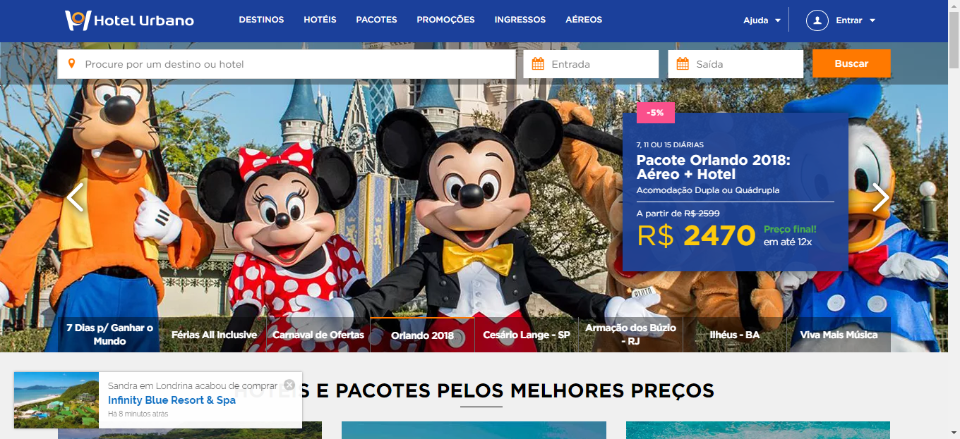 Hotel Urbano
DESTINOS HOTÉIS PACOTES PROMOÇÕES INGRESSOS AÉREOS
Ajuda Entrar
Procure por um destino ou hotel
Entrada
Saída
Buscar
-5%
7, 11 OU 15 DIÁRIAS
Pacote Orlando 2018:
Aéreo + Hotel
Acomodação Dupla ou Quádrupla
A partir de R$ 2599
R$ 2470
Preço final!
em até 12x
7 Dias p/ Ganhar o
Mundo
Férias All Inclusive
Carnaval de Ofertas
Orlando 2018
Cesário Lange - SP
Armação dos Búzio
- RJ
Ilhéus - BA
Viva Mais Música
HOTÉIS E PACOTES PELOS MELHORES PREÇOS
Sandra em Londrina acabou de comprar
Infinity Blue Resort & Spa
Há 8 minutos atras